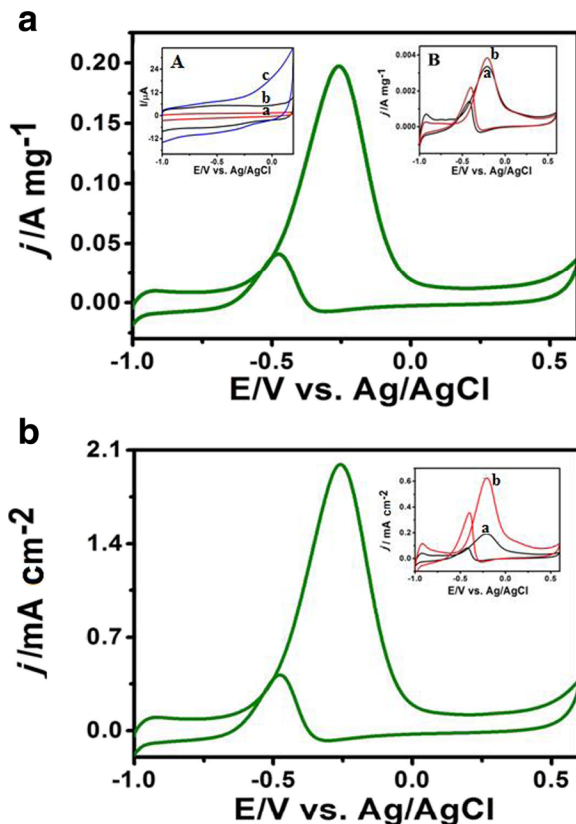 a
j/A mg-1
0.20
0.15
0.10
0.05
0.00
-1.0 -0.5 0.0 0.5
E/V vs. Ag/AgCl
A
I/µA
24
12
0
-12
-1.0 -0.5 0.0
E/V vs. Ag/AgCl
c
b
a
B
j/A mg-1
0.004
0.002
0.000
-1.0 -0.5 0.0 0.5
E/V vs. Ag/AgCl
b
a
b
j/mA cm-2
2.1
1.4
0.7
0.0
-1.0 -0.5 0.0 0.5
E/V vs. Ag/AgCl
j/ mA cm-2
0.6
0.4
0.2
0.0
-1.0 -0.5 0.0 0.5
E/V vs. Ag/AgCl
b
a